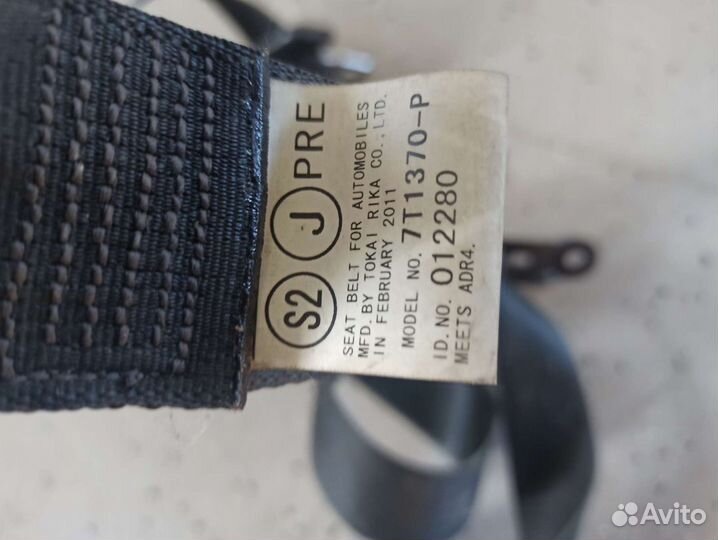 S2 J PRE
SEAT BELT FOR AUTOMOBILES
MFD. BY TOKAI RIKA CO., LTD.
IN FEBRUARY 2011
MODEL NO. 7T1370-P
ID. NO. 012280
MEETS ADR4.
Avito